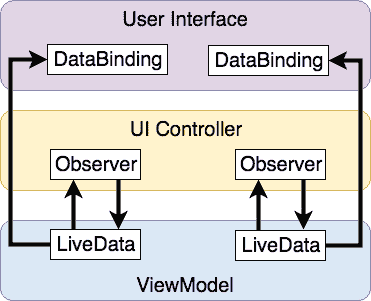 User Interface
DataBinding
DataBinding
UI Controller
Observer
Observer
LiveData
LiveData
ViewModel